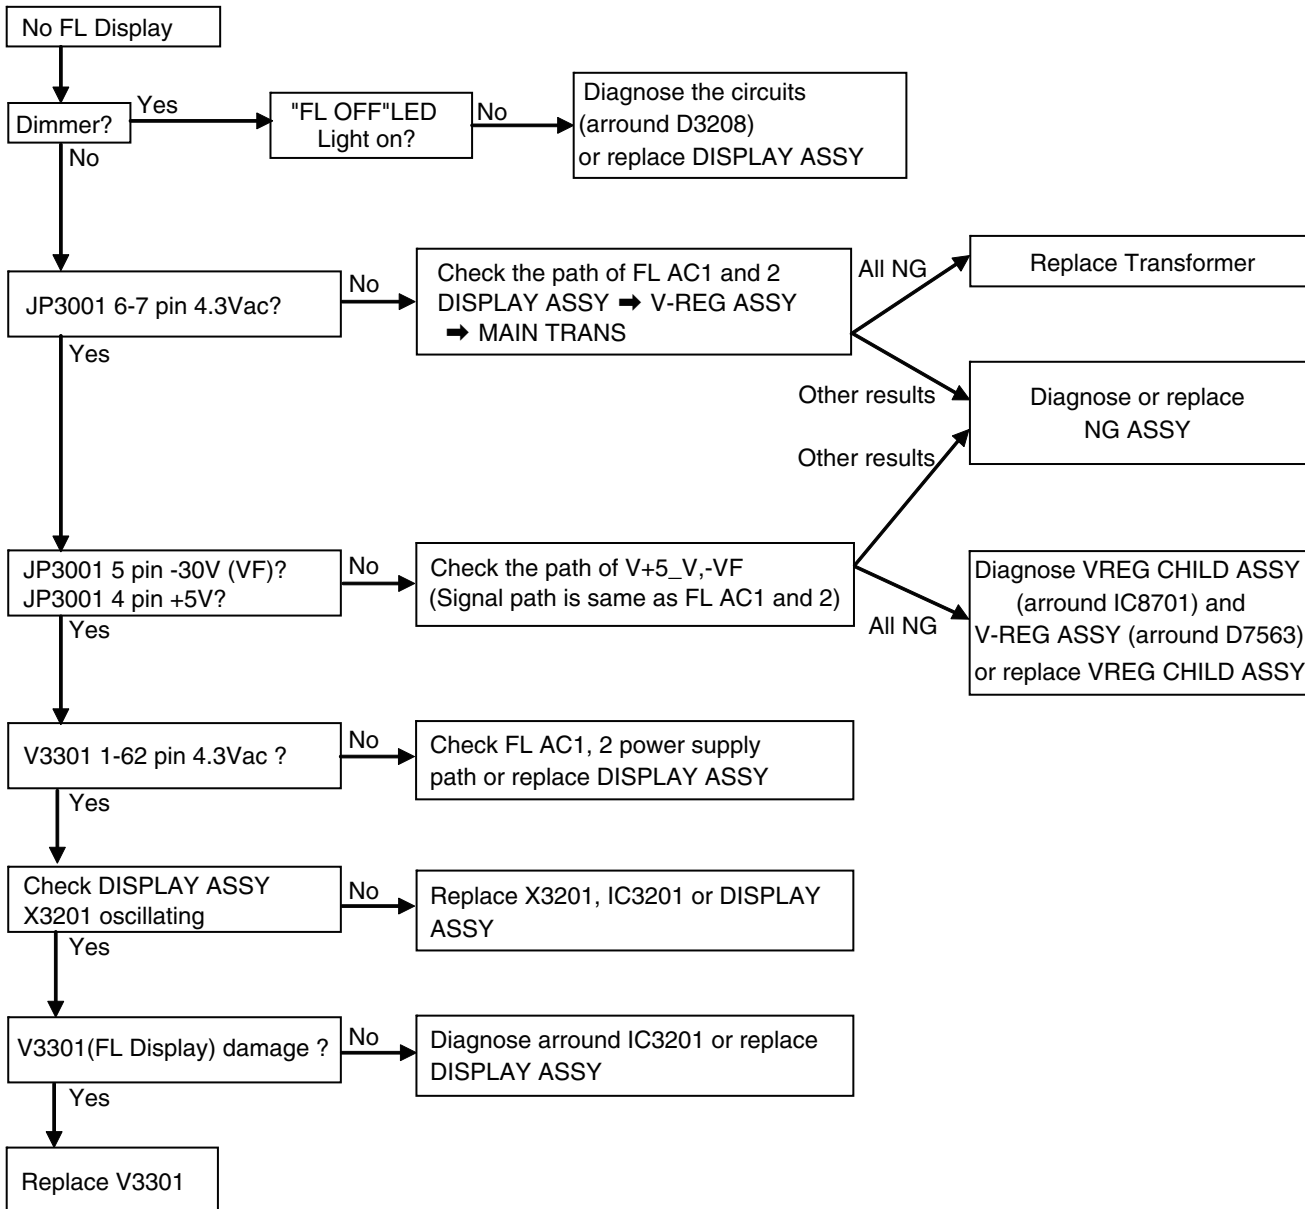 No FL Display
Dimmer?
Yes
"FL OFF"LED
Light on?
No
Diagnose the circuits
(arround D3208)
or replace DISPLAY ASSY
No
JP3001 6-7 pin 4.3Vac?
No
Check the path of FL AC1 and 2
DISPLAY ASSY ➡ V-REG ASSY
➡ MAIN TRANS
All NG
Replace Transformer
Other results
Diagnose or replace
NG ASSY
Yes
JP3001 5 pin -30V (VF)?
JP3001 4 pin +5V?
No
Check the path of V+5_V,-VF
(Signal path is same as FL AC1 and 2)
Other results
All NG
Diagnose VREG CHILD ASSY
(arround IC8701) and
V-REG ASSY (arround D7563)
or replace VREG CHILD ASSY
Yes
V3301 1-62 pin 4.3Vac ?
No
Check FL AC1, 2 power supply
path or replace DISPLAY ASSY
Yes
Check DISPLAY ASSY
X3201 oscillating
No
Replace X3201, IC3201 or DISPLAY
ASSY
Yes
V3301(FL Display) damage ?
No
Diagnose arround IC3201 or replace
DISPLAY ASSY
Yes
Replace V3301